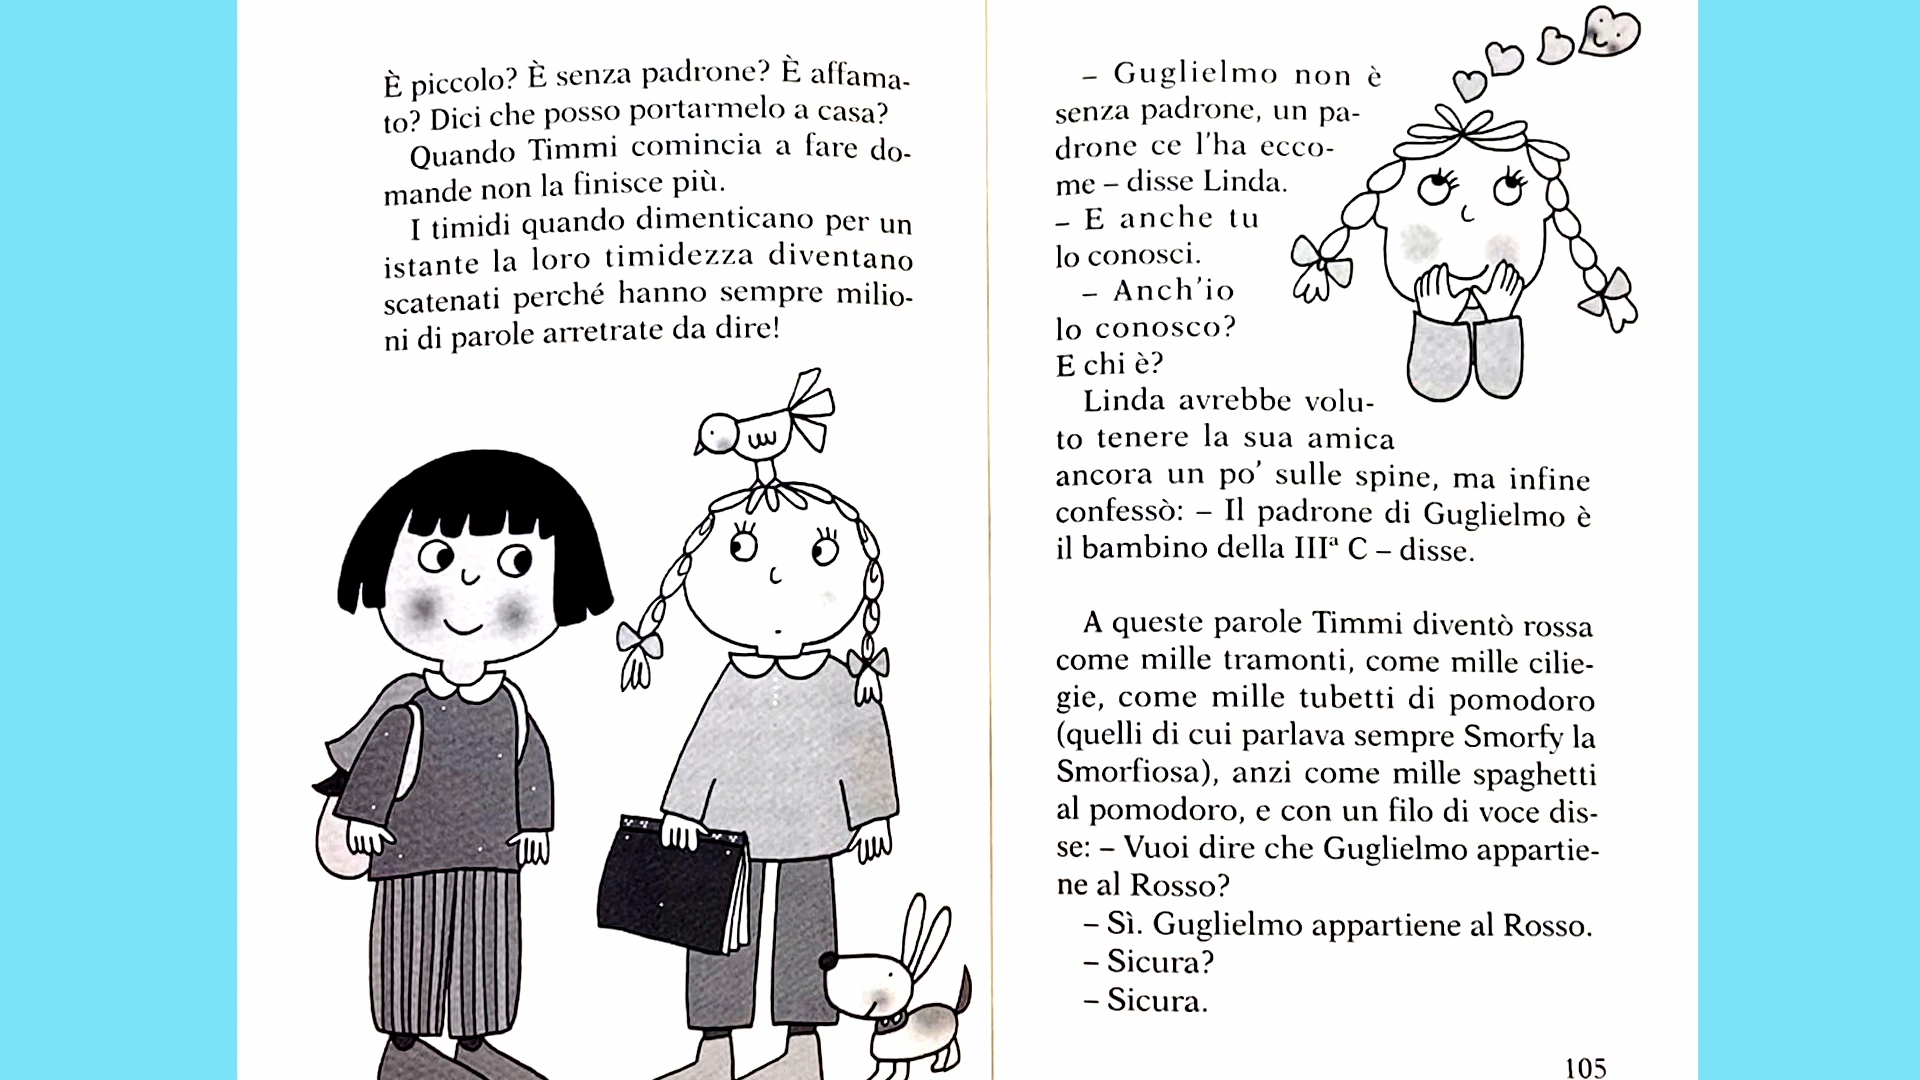 È piccolo? È senza padrone? È affama-
to? Dici che posso portarmelo a casa?
Quando Timmi comincia a fare do-
mande non la finisce più.
I timidi quando dimenticano per un
istante la loro timidezza diventano
scatenati perché hanno sempre milio-
ni di parole arretrate da dire!
– Guglielmo non è
senza padrone, un pa-
drone ce l'ha ecco-
me – disse Linda.
– E anche tu
lo conosci.
– Anch'io
lo conosco?
E chi è?
Linda avrebbe volu-
to tenere la sua amica
ancora un po' sulle spine, ma infine
confessò: – Il padrone di Guglielmo è
il bambino della IIIª C – disse.
A queste parole Timmi diventò rossa
come mille tramonti, come mille cilie-
gie, come mille tubetti di pomodoro
(quelli di cui parlava sempre Smorfy la
Smorfiosa), anzi come mille spaghetti
al pomodoro, e con un filo di voce dis-
se: – Vuoi dire che Guglielmo appartie-
ne al Rosso?
– Sì. Guglielmo appartiene al Rosso.
– Sicura?
– Sicura.
105